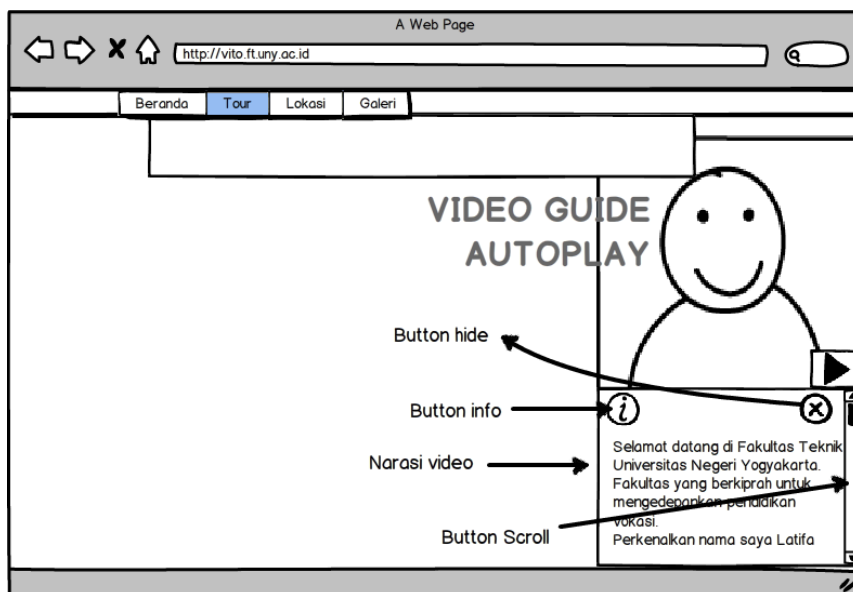 A Web Page
http://vito.ft.uny.ac.id
Beranda
Tour
Lokasi
Galeri
VIDEO GUIDE
AUTOPLAY
Button hide
Button info
Narasi video
Button Scroll
i
Selamat datang di Fakultas Teknik
Universitas Negeri Yogyakarta.
Fakultas yang berkiprah untuk
mengedepankan pendidikan
vokasi.
Perkenalkan nama saya Latifa